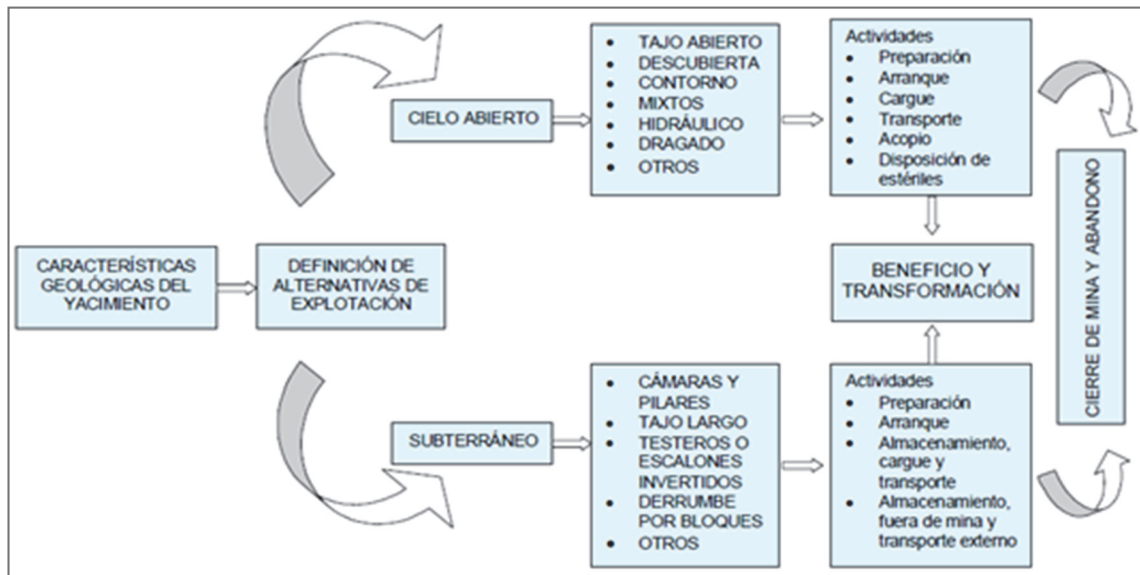 CARACTERÍSTICAS
GEOLÓGICAS DEL
YACIMIENTO
DEFINICIÓN DE
ALTERNATIVAS DE
EXPLOTACIÓN
CIELO ABIERTO
• TAJO ABIERTO
• DESCUBIERTA
• CONTORNO
• MIXTOS
• HIDRÁULICO
• DRAGADO
• OTROS
Actividades
• Preparación
• Arranque
• Cargue
• Transporte
• Acopio
• Disposición de
estériles
SUBTERRÁNEO
• CÁMARAS Y
PILARES
• TAJO LARGO
• TESTEROS O
ESCALONES
INVERTIDOS
• DERRUMBE
POR BLOQUES
• OTROS
Actividades
• Preparación
• Arranque
• Almacenamiento,
cargue y
transporte
• Almacenamiento,
fuera de mina y
transporte externo
BENEFICIO Y
TRANSFORMACIÓN
CIERRE DE MINA Y ABANDONO